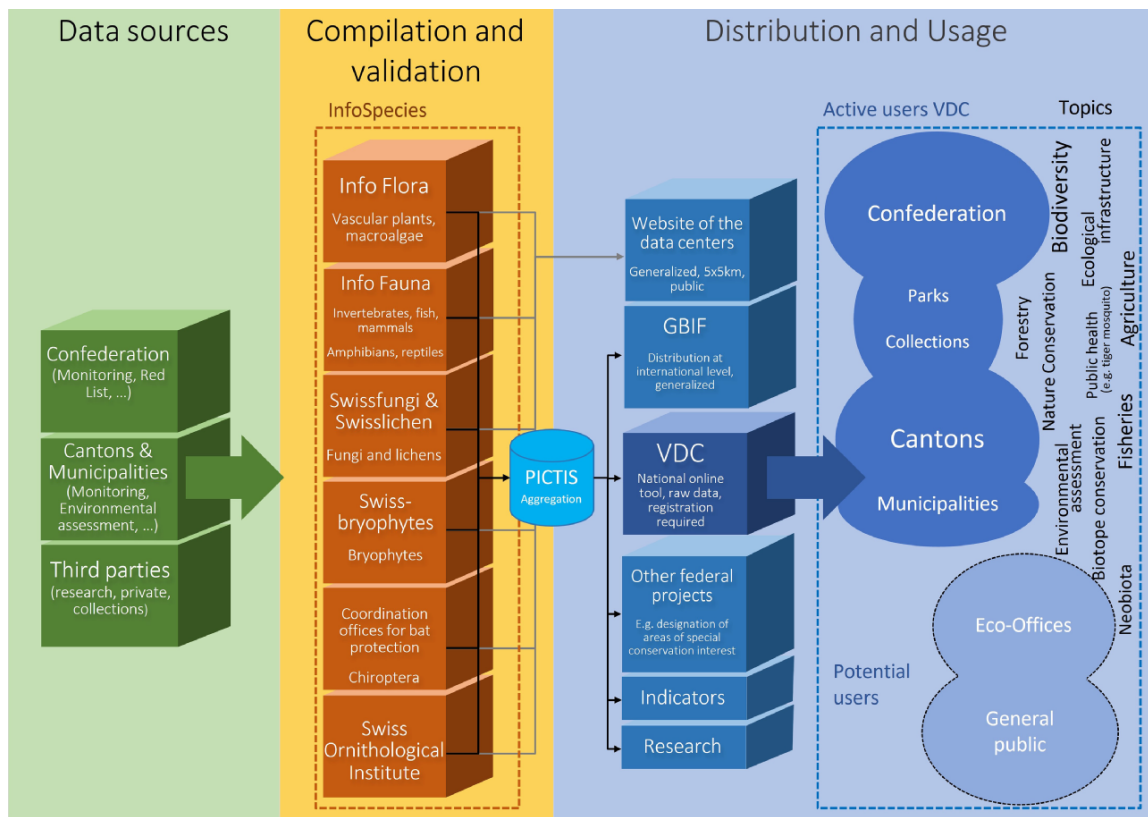 Data sources
Compilation and
validation
Distribution and Usage
InfoSpecies
Active users VDC
Topics
Confederation
(Monitoring, Red
List, ...)
Cantons &
Municipalities
(Monitoring,
Environmental
assessment, ...)
Third parties
(research, private,
collections)
Info Flora
Vascular plants,
macroalgae
Info Fauna
Invertebrates, fish,
mammals
Amphibians, reptiles
Swissfungi &
Swisslichen
Fungi and lichens
Swiss-
bryophytes
Bryophytes
Coordination
offices for bat
protection
Chiroptera
Swiss
Ornithological
Institute
PICTIS
Aggregation
Website of the
data centers
Generalized, 5x5km,
public
GBIF
Distribution at
international level,
generalized
VDC
National online
tool, raw data,
registration
required
Other federal
projects
E.g. designation of
areas of special
conservation interest
Indicators
Research
Confederation
Parks
Collections
Cantons
Municipalities
Potential
users
Eco-Offices
General
public
Biodiversity
Ecological
infrastructure
Forestry
Nature Conservation
Public health
(e.g. tiger mosquito)
Agriculture
Environmental
assessment
Biotope conservation
Fisheries
Neobiota